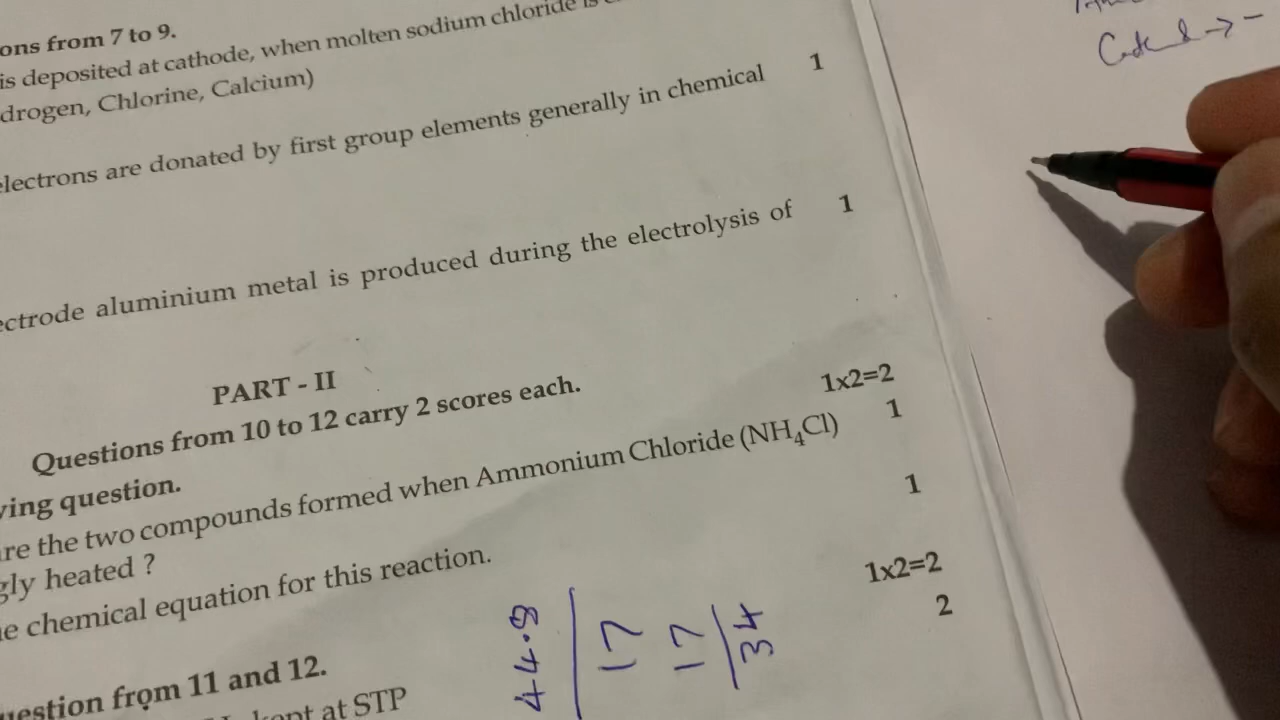 ons from 7 to 9.
is deposited at cathode, when molten sodium chloride is
drogen, Chlorine, Calcium)
1
electrons are donated by first group elements generally in chemical
1
ectrode aluminium metal is produced during the electrolysis of
PART - II
Questions from 10 to 12 carry 2 scores each.
1x2=2
ying question.
re the two compounds formed when Ammonium Chloride (NH₄Cl)
1
gly heated ?
1
e chemical equation for this reaction.
1x2=2
uestion from 11 and 12.
2
kept at STP
44.8
17
17
34